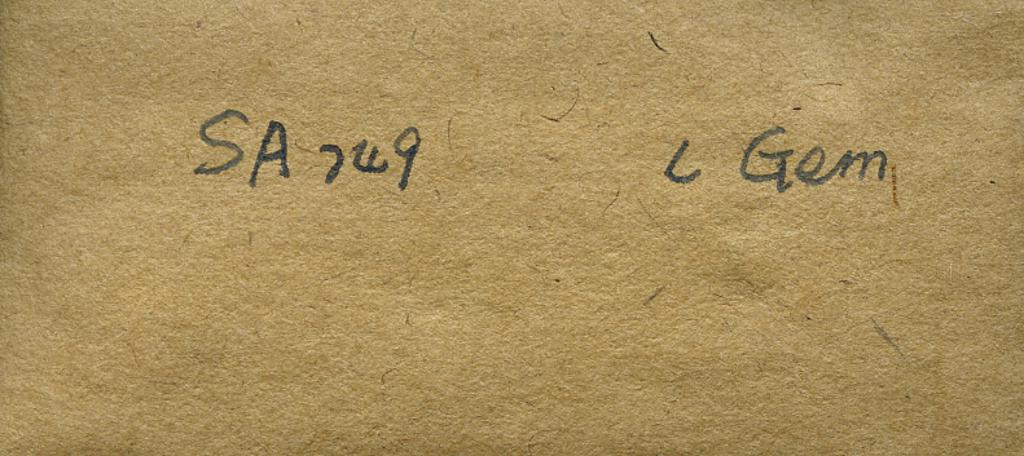 SA 749 ι Gem